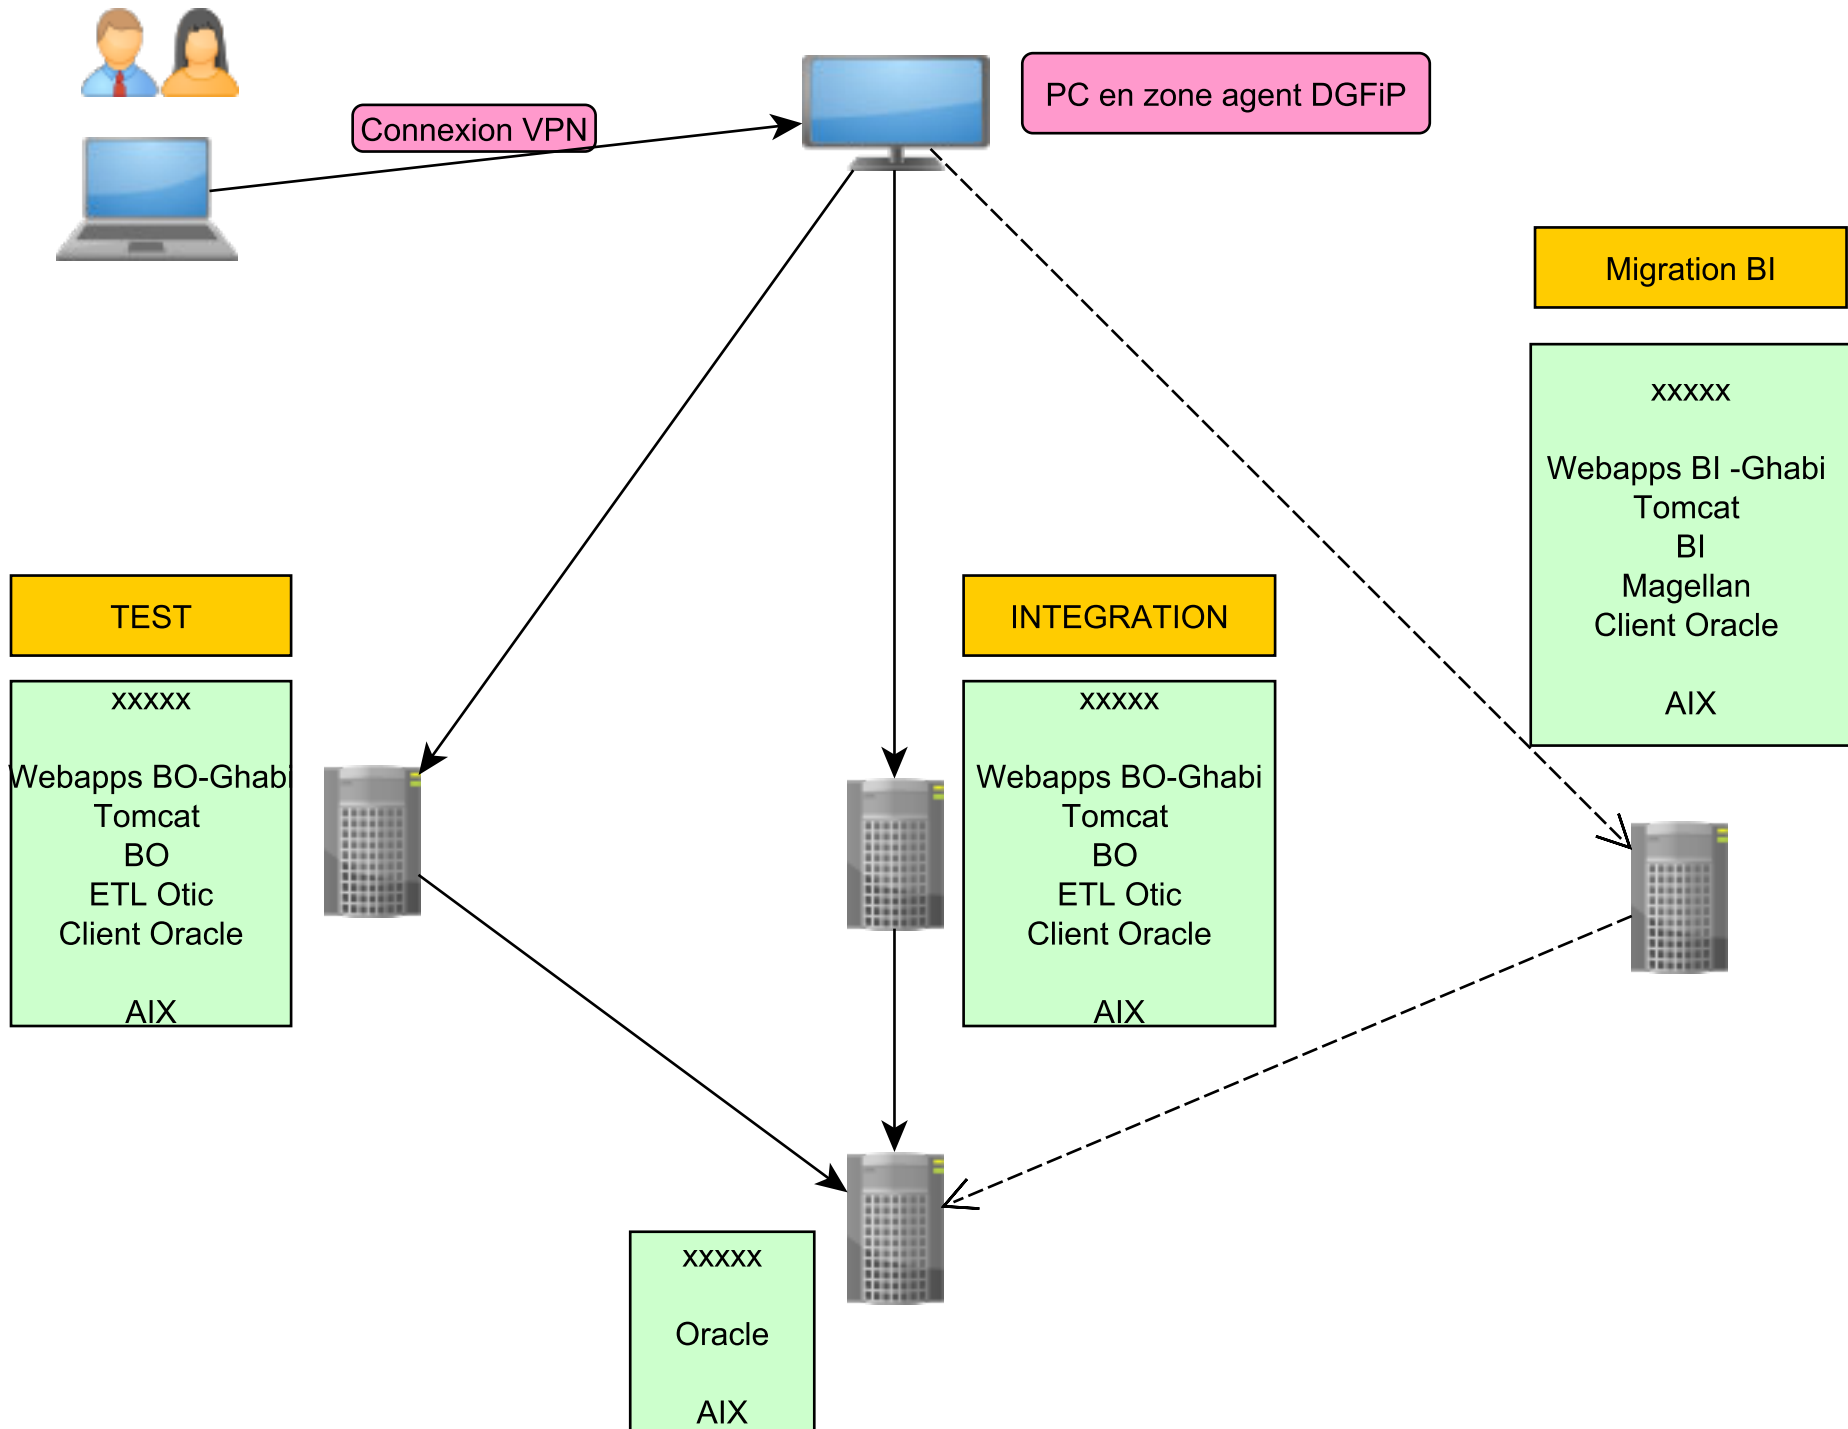 Connexion VPN
PC en zone agent DGFiP
Migration BI
xxxxx
Webapps BI -Ghabi
Tomcat
BI
Magellan
Client Oracle
AIX
TEST
xxxxx
Webapps BO-Ghabi
Tomcat
BO
ETL Otic
Client Oracle
AIX
INTEGRATION
xxxxx
Webapps BO-Ghabi
Tomcat
BO
ETL Otic
Client Oracle
AIX
xxxxx
Oracle
AIX